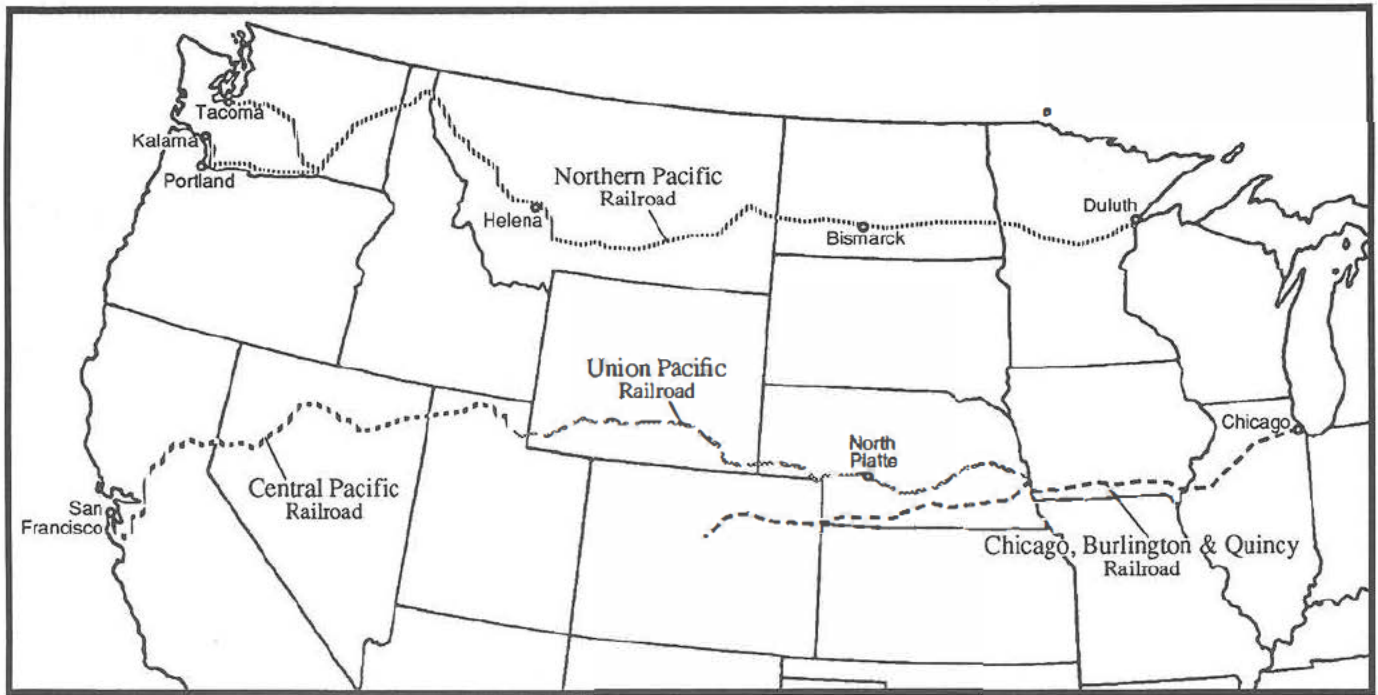 Tacoma
Kalama
Portland
Northern Pacific
Railroad
Helena
Bismarck
Duluth
Union Pacific
Railroad
Chicago
North
Platte
Central Pacific
Railroad
San
Francisco
Chicago, Burlington & Quincy
Railroad